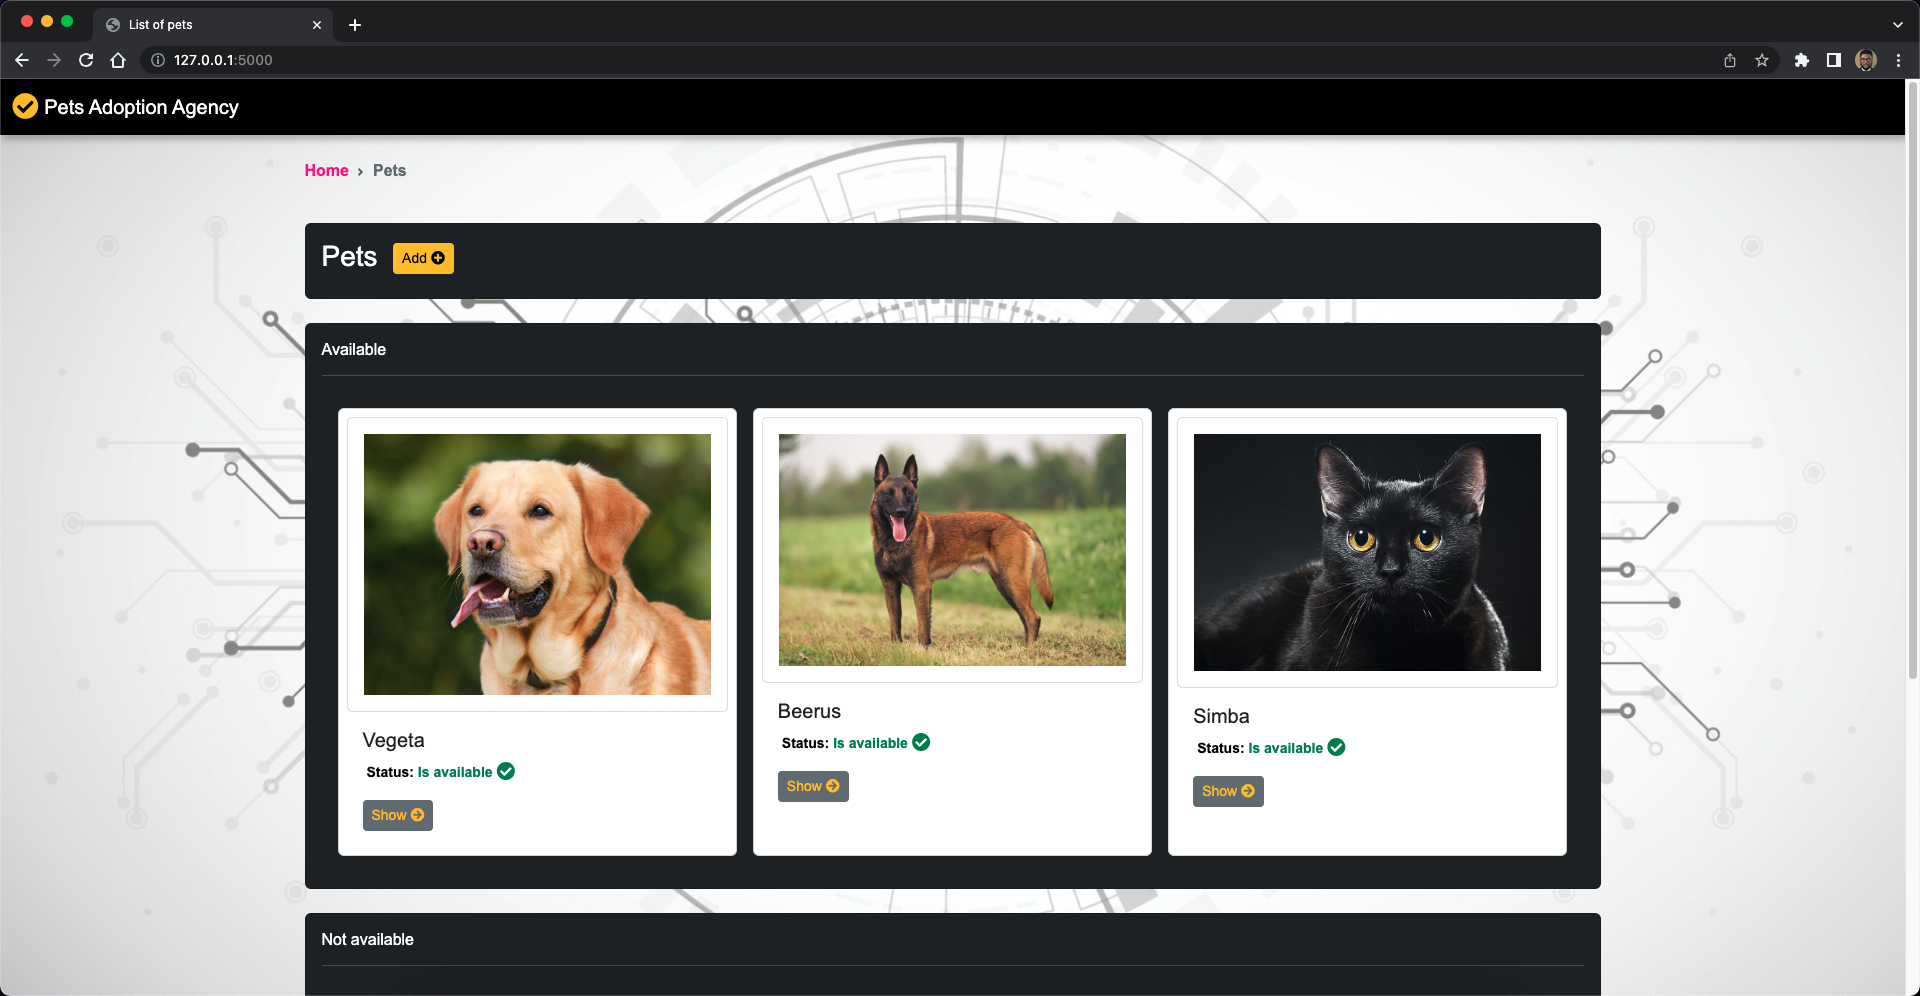 List of pets
127.0.0.1:5000
Pets Adoption Agency
Home › Pets
Pets Add
Available
Vegeta
Status: Is available
Show
Beerus
Status: Is available
Show
Simba
Status: Is available
Show
Not available